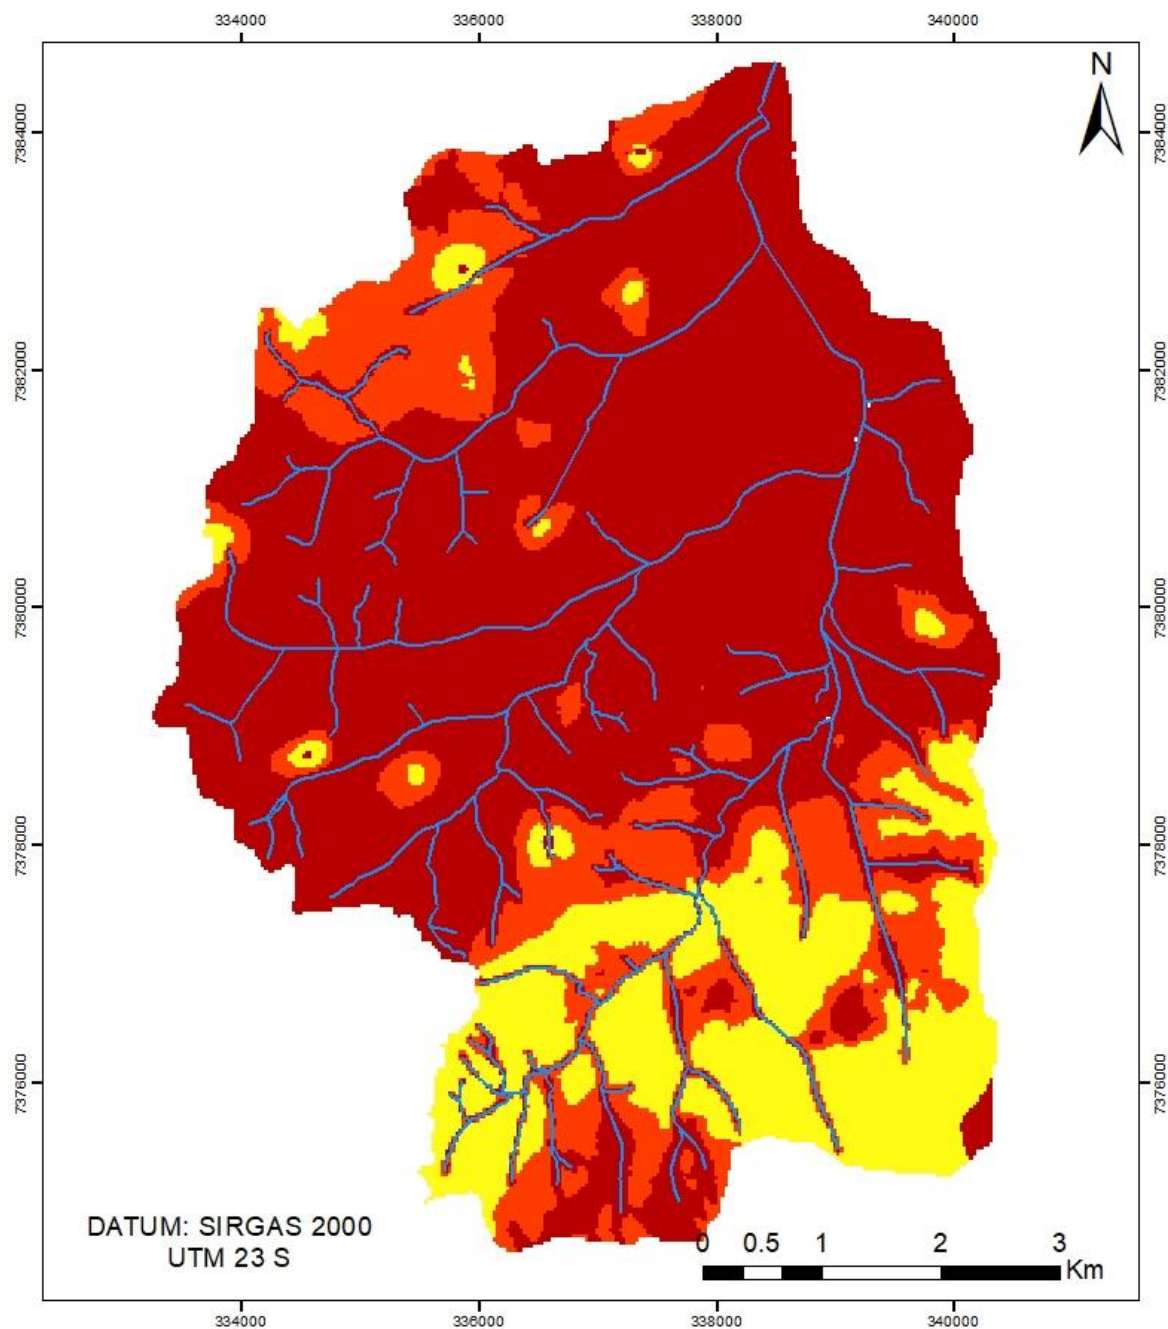 334000 336000 338000 340000
N
7384000 7384000
7382000 7382000
7380000 7380000
7378000 7378000
7376000 7376000
DATUM: SIRGAS 2000
UTM 23 S
0 0.5 1 2 3
Km
334000 336000 338000 340000